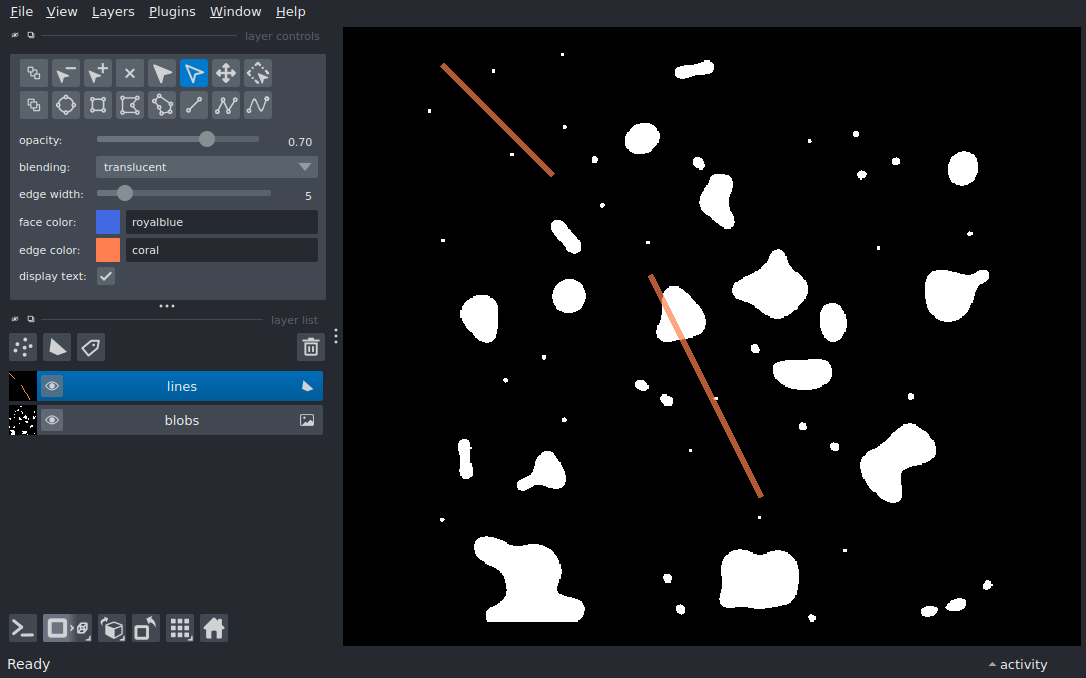 File View Layers Plugins Window Help
layer controls
opacity: 0.70
blending: translucent
edge width: 5
face color: royalblue
edge color: coral
display text:
layer list
lines
blobs
Ready
activity